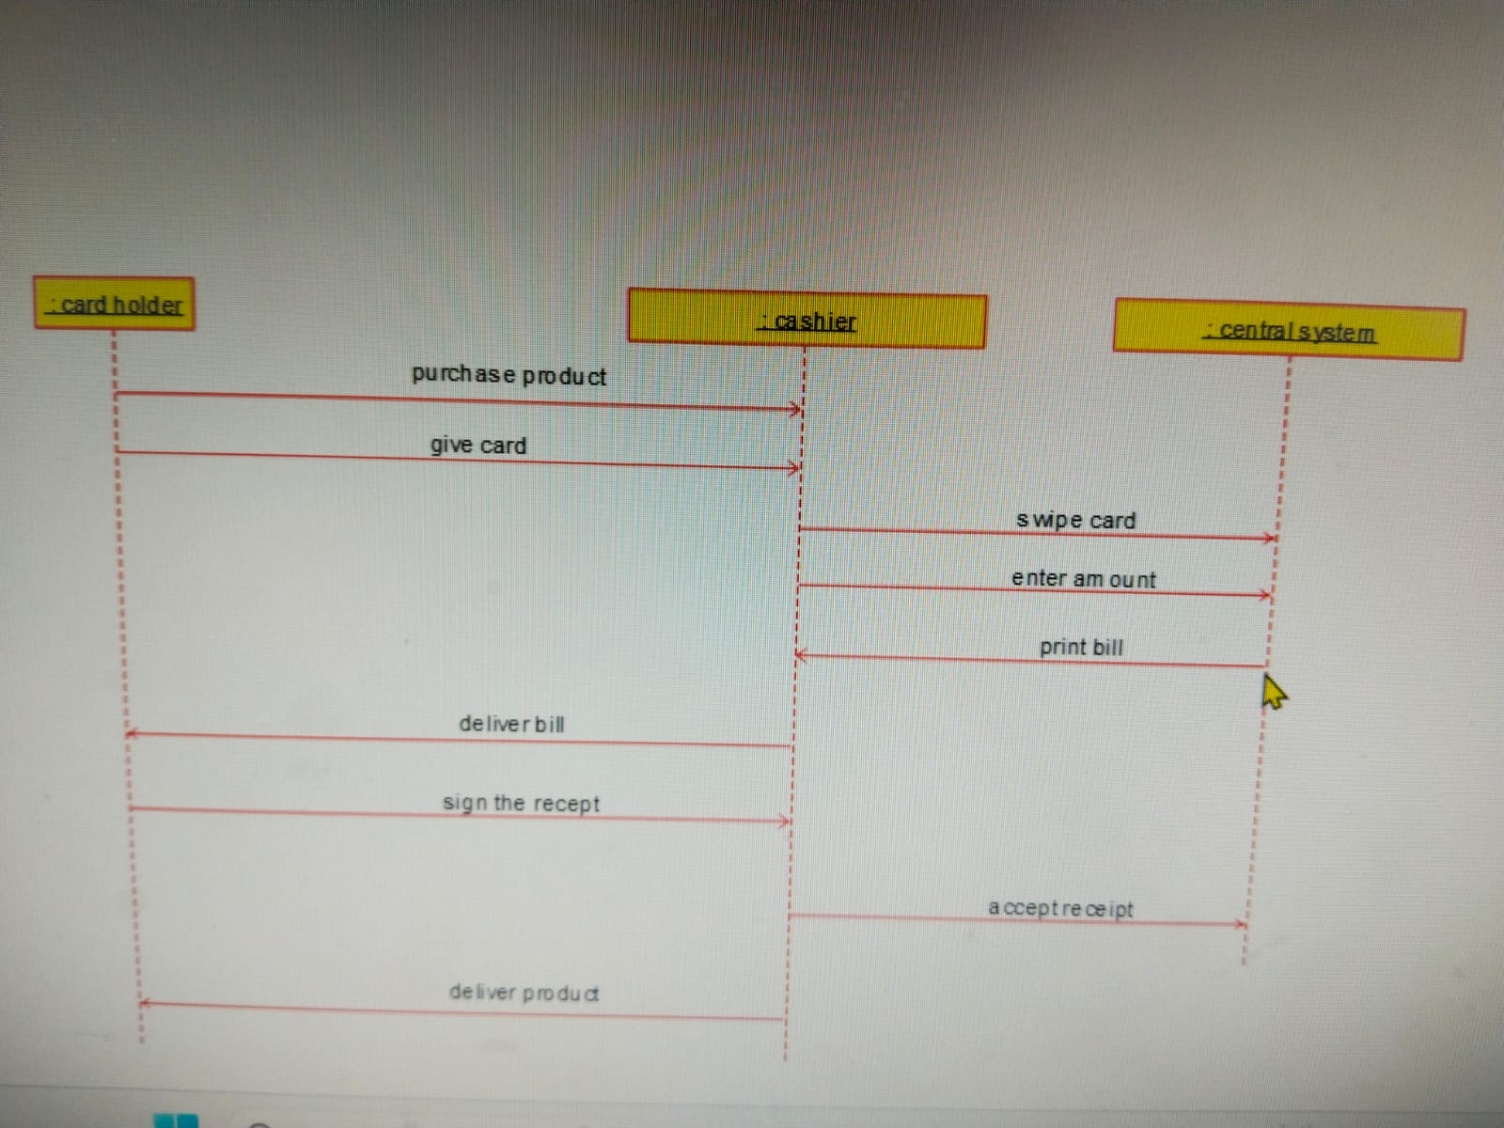 : card holder
: cashier
: central system
purchase product
give card
swipe card
enter amount
print bill
deliver bill
sign the recept
accept receipt
deliver product